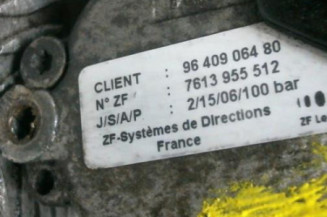 CLIENT : 96 409 064 80
N° ZF : 7613 955 512
J/S/A/P : 2/15/06/100 bar
ZF-Systèmes de Directions
France
ZF Le